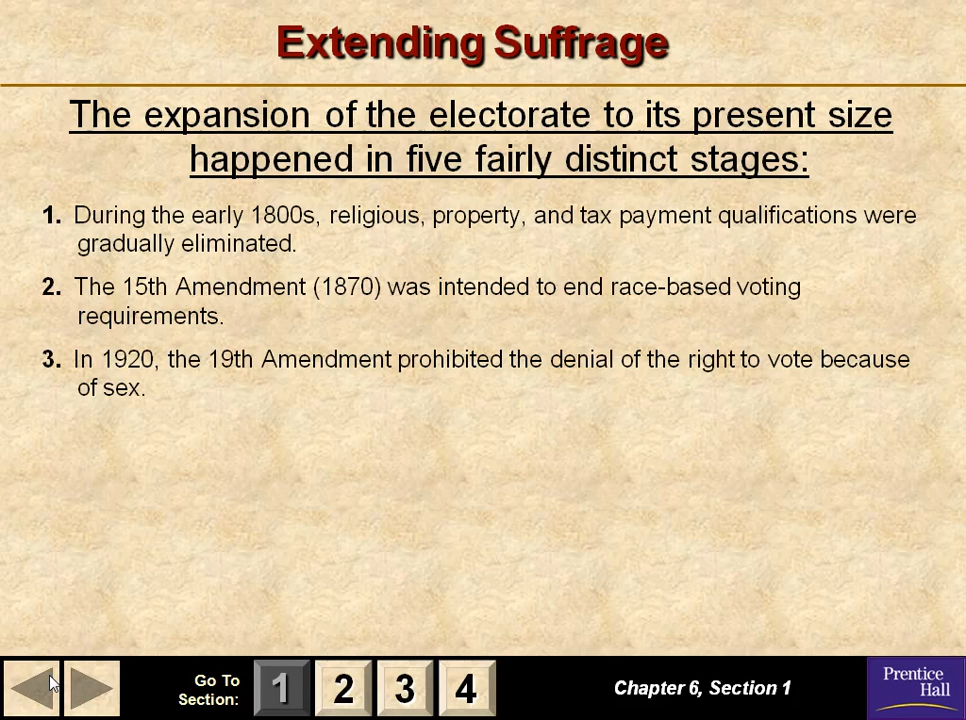 Extending Suffrage
The expansion of the electorate to its present size
happened in five fairly distinct stages:
1. During the early 1800s, religious, property, and tax payment qualifications were
gradually eliminated.
2. The 15th Amendment (1870) was intended to end race-based voting
requirements.
3. In 1920, the 19th Amendment prohibited the denial of the right to vote because
of sex.
Go To
Section:
1 2 3 4
Chapter 6, Section 1
Prentice
Hall